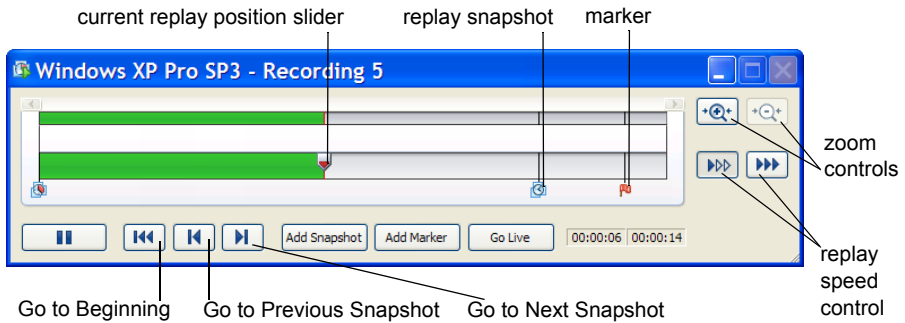 current replay position slider
replay snapshot
marker
Windows XP Pro SP3 - Recording 5
zoom
controls
Add Snapshot
Add Marker
Go Live
00:00:06
00:00:14
replay
speed
control
Go to Beginning
Go to Previous Snapshot
Go to Next Snapshot